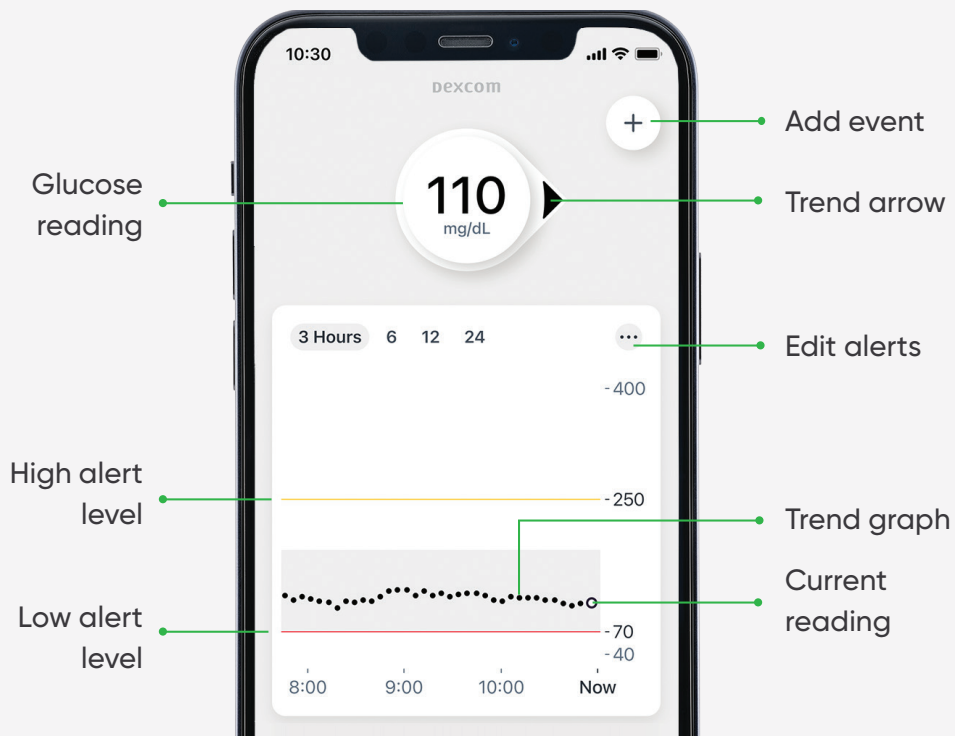 10:30
Dexcom
+
Add event
Glucose
reading
110
mg/dL
Trend arrow
3 Hours 6 12 24
...
Edit alerts
-400
High alert
level
-250
Trend graph
Current
reading
Low alert
level
-70
-40
8:00 9:00 10:00 Now